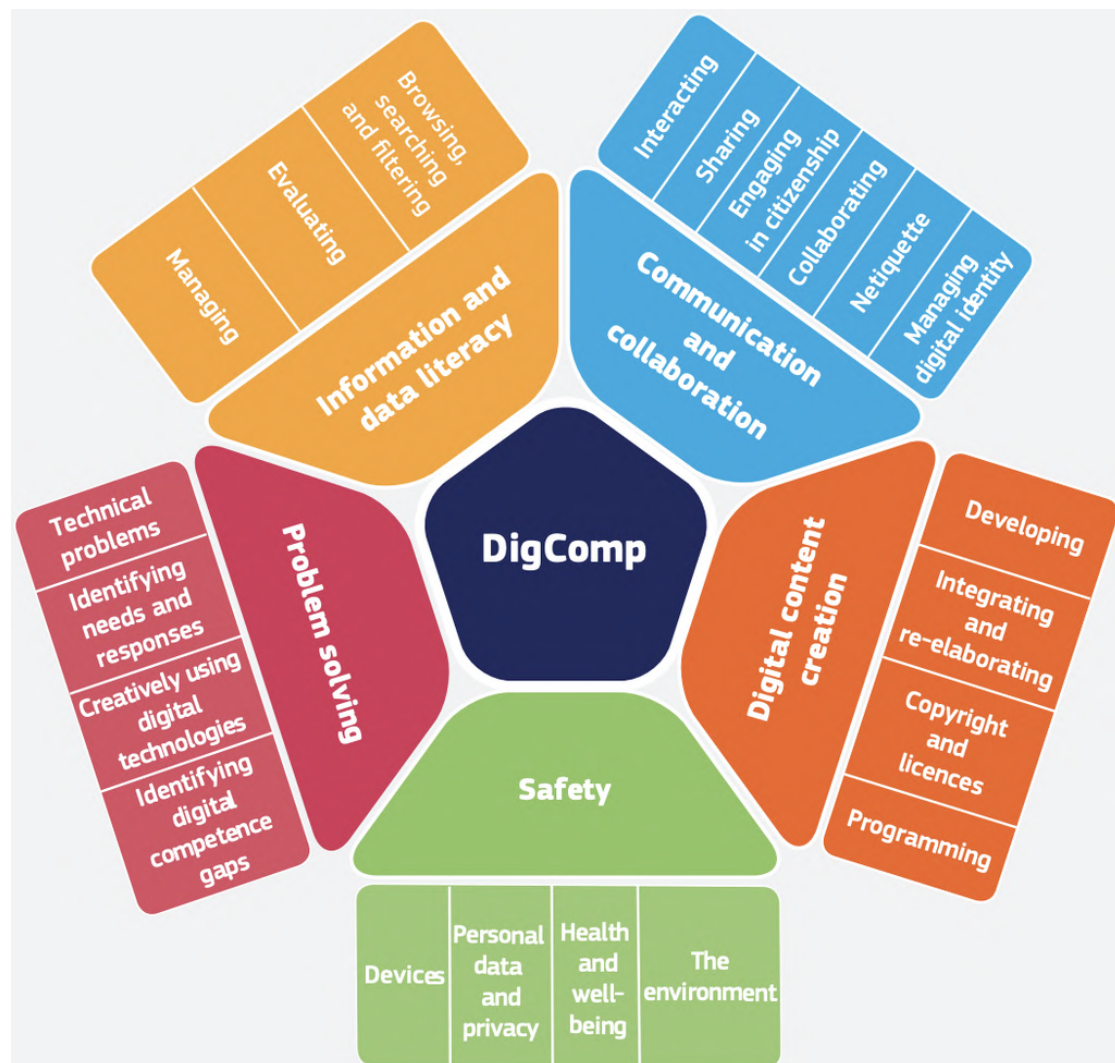 DigComp
Information and
data literacy
Browsing,
searching
and filtering
Evaluating
Managing
Communication
and
collaboration
Interacting
Sharing
Engaging
in citizenship
Collaborating
Netiquette
Managing
digital identity
Digital content
creation
Developing
Integrating
and
re-elaborating
Copyright
and
licences
Programming
Safety
Devices
Personal
data
and
privacy
Health
and
well-
being
The
environment
Problem solving
Technical
problems
Identifying
needs and
responses
Creatively using
digital
technologies
Identifying
digital
competence
gaps